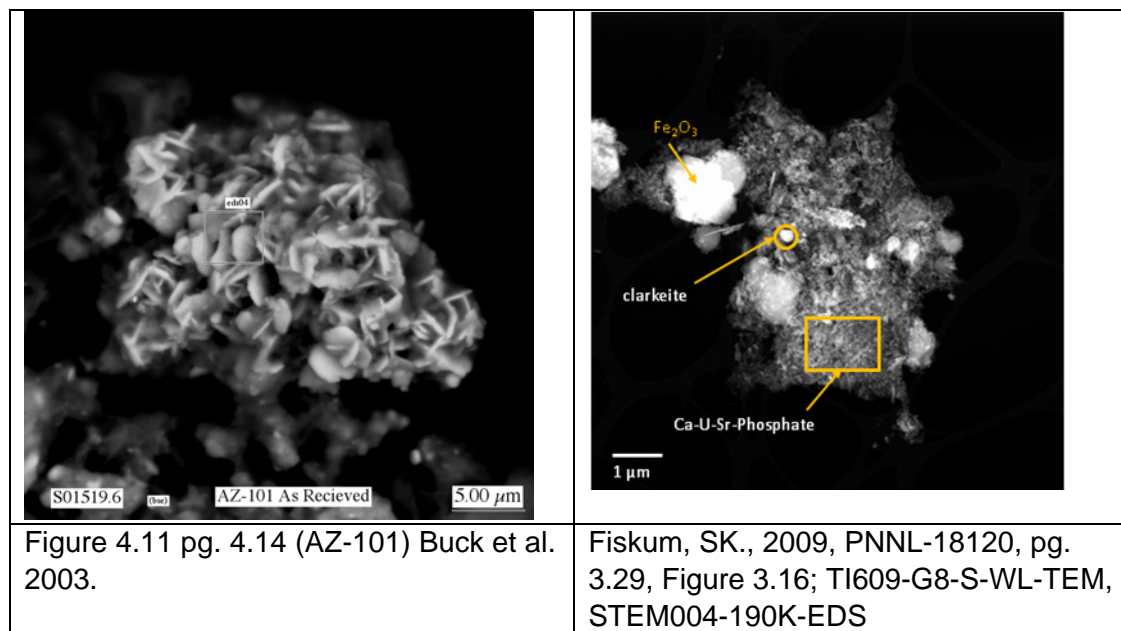 eds04
S01519.6
(bse)
AZ-101 As Recieved
5.00 µm
Fe₂O₃
clarkeite
Ca-U-Sr-Phosphate
1 µm
Figure 4.11 pg. 4.14 (AZ-101) Buck et al.
2003.
Fiskum, SK., 2009, PNNL-18120, pg.
3.29, Figure 3.16; TI609-G8-S-WL-TEM,
STEM004-190K-EDS